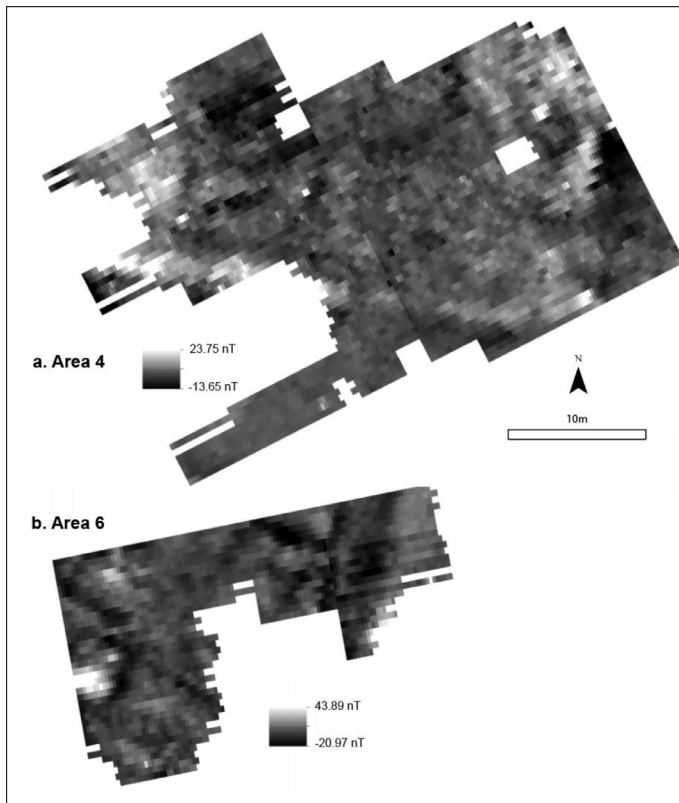 23.75 nT
a. Area 4
-13.65 nT
N
10m
b. Area 6
43.89 nT
-20.97 nT